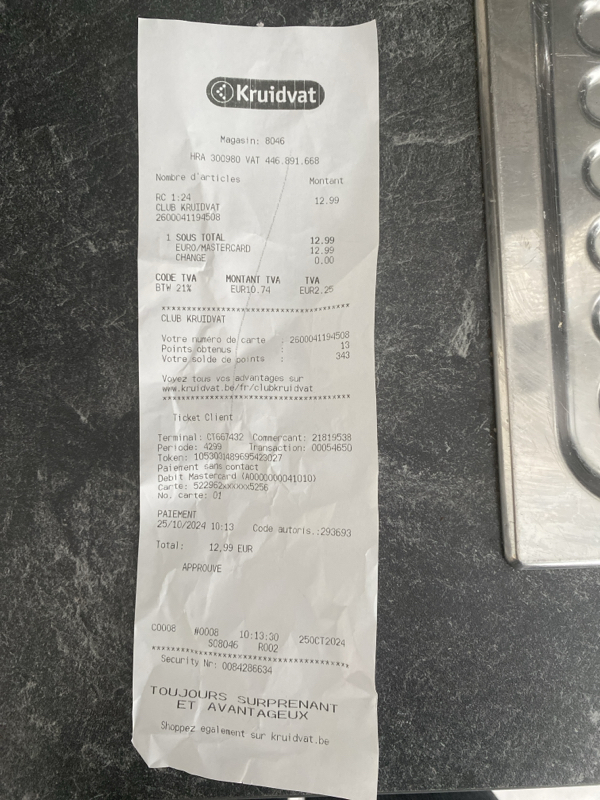 Kruidvat
Magasin: 8046
HRA 300980 VAT 446.891.668
Nombre d'articles Montant
RC 1:24 12.99
CLUB KRUIDVAT
2600041194508
1 SOUS TOTAL 12.99
EURO/MASTERCARD 12.99
CHANGE 0.00
CODE TVA MONTANT TVA TVA
BTW 21% EUR10.74 EUR2.25
****************************************
CLUB KRUIDVAT
Votre numéro de carte : 2600041194508
Points obtenus : 13
Votre solde de points : 343
Voyez tous vos advantages sur
www.kruidvat.be/fr/clubkruidvat
****************************************
Ticket Client
Terminal: CT667432 Commercant: 21819538
Periode: 4299 Transaction: 00054650
Token: 1053001489695423027
Paiement sans contact
Debit Mastercard (A0000000041010)
Carte: 522962xxxxxx5256
No. carte: 01
PAIEMENT
25/10/2024 10:13 Code autoris.:293693
Total: 12,99 EUR
APPROUVE
C0008 #0008 10:13:30 25OCT2024
SC8046 R002
****************************************
Security Nr: 0084286634
TOUJOURS SURPRENANT
ET AVANTAGEUX
Shoppez egalement sur kruidvat.be